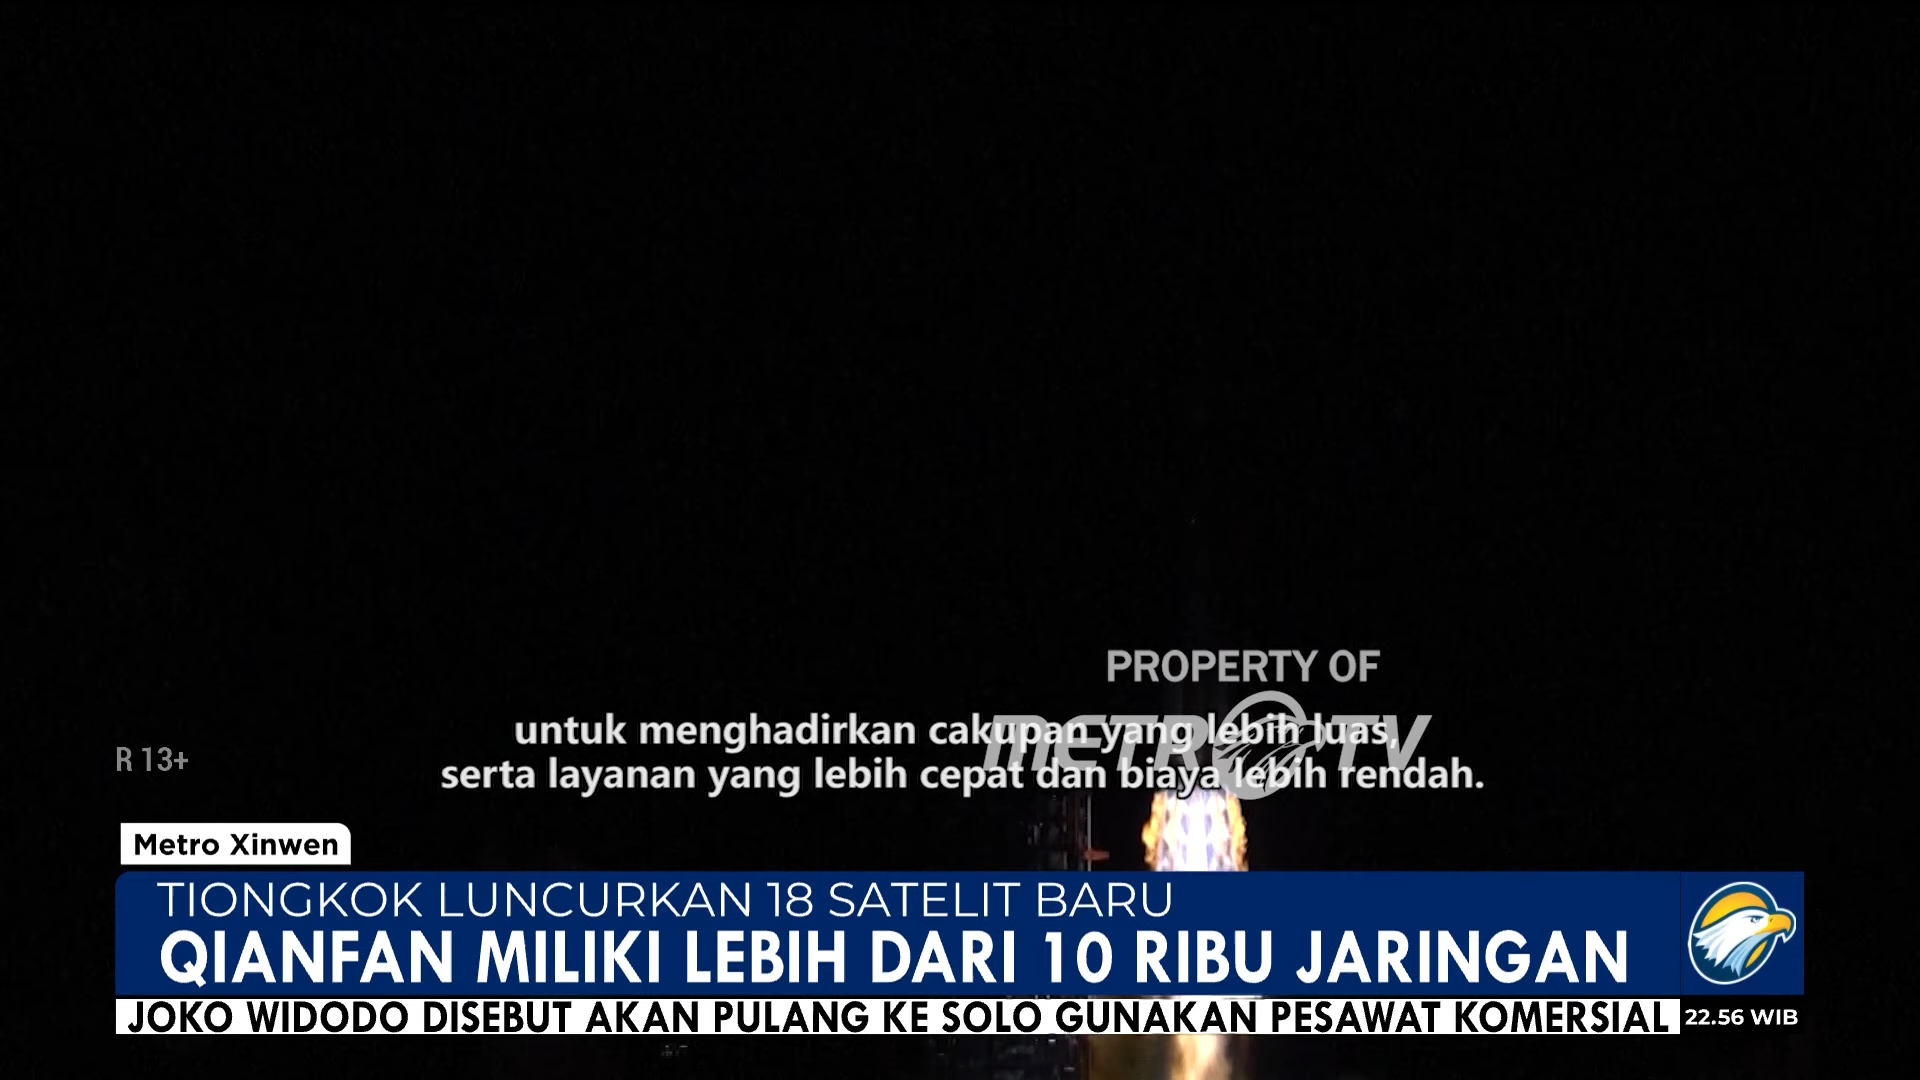 PROPERTY OF
METRO TV
untuk menghadirkan cakupan yang lebih luas,
serta layanan yang lebih cepat dan biaya lebih rendah.
R 13+
Metro Xinwen
TIONGKOK LUNCURKAN 18 SATELIT BARU
QIANFAN MILIKI LEBIH DARI 10 RIBU JARINGAN
JOKO WIDODO DISEBUT AKAN PULANG KE SOLO GUNAKAN PESAWAT KOMERSIAL
22.56 WIB